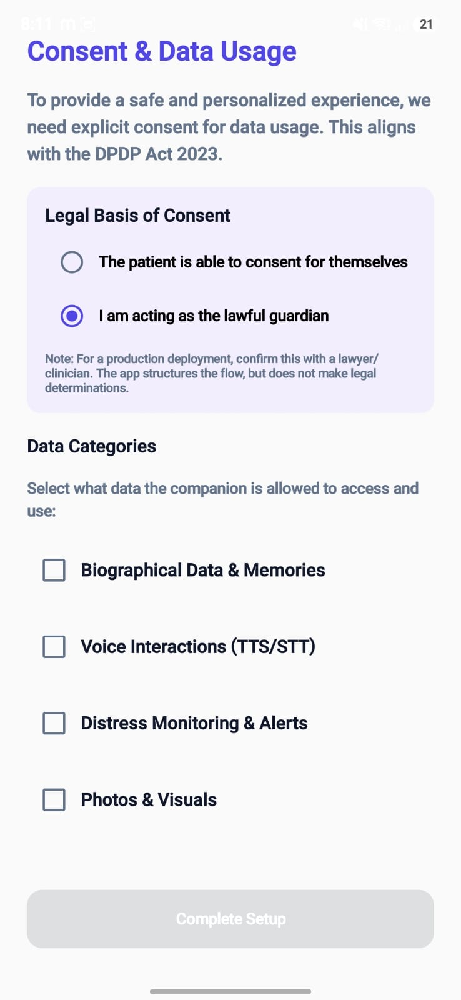 8:11 m
21
Consent & Data Usage
To provide a safe and personalized experience, we
need explicit consent for data usage. This aligns
with the DPDP Act 2023.
Legal Basis of Consent
The patient is able to consent for themselves
I am acting as the lawful guardian
Note: For a production deployment, confirm this with a lawyer/
clinician. The app structures the flow, but does not make legal
determinations.
Data Categories
Select what data the companion is allowed to access and
use:
Biographical Data & Memories
Voice Interactions (TTS/STT)
Distress Monitoring & Alerts
Photos & Visuals
Complete Setup